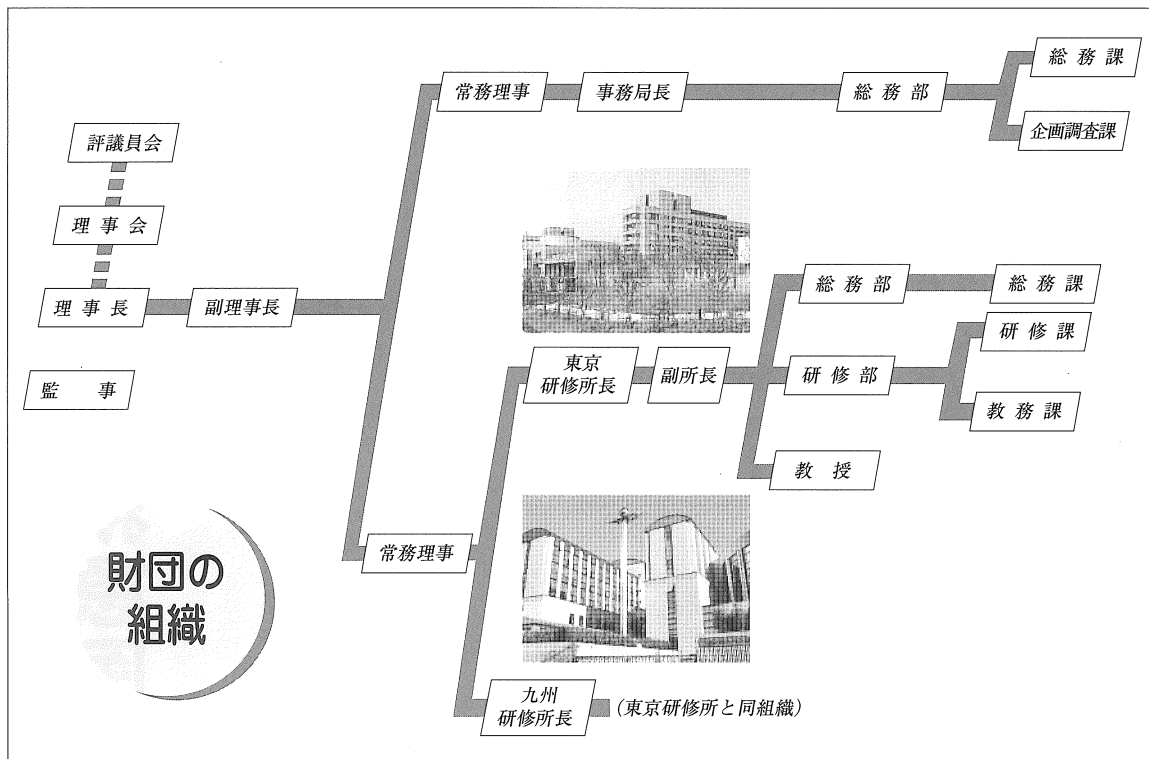 総務課
常務理事
事務局長
総務部
企画調査課
評議員会
理事会
理事長
副理事長
監事
総務部
総務課
研修課
東京
研修所長
副所長
研修部
教務課
教授
常務理事
財団の
組織
九州
研修所長
(東京研修所と同組織)